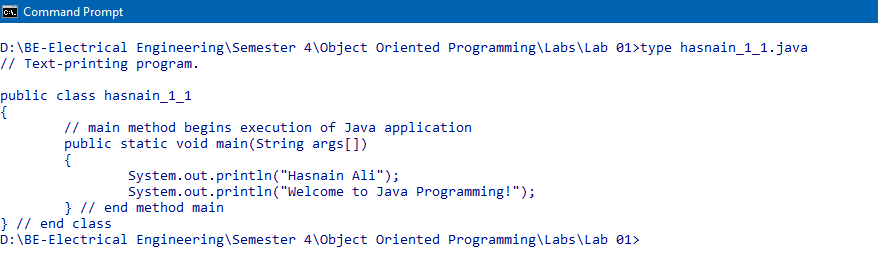 Command Prompt
D:\BE-Electrical Engineering\Semester 4\Object Oriented Programming\Labs\Lab 01>type hasnain_1_1.java
// Text-printing program.

public class hasnain_1_1
{
        // main method begins execution of Java application
        public static void main(String args[])
        {
                System.out.println("Hasnain Ali");
                System.out.println("Welcome to Java Programming!");
        } // end method main
} // end class
D:\BE-Electrical Engineering\Semester 4\Object Oriented Programming\Labs\Lab 01>